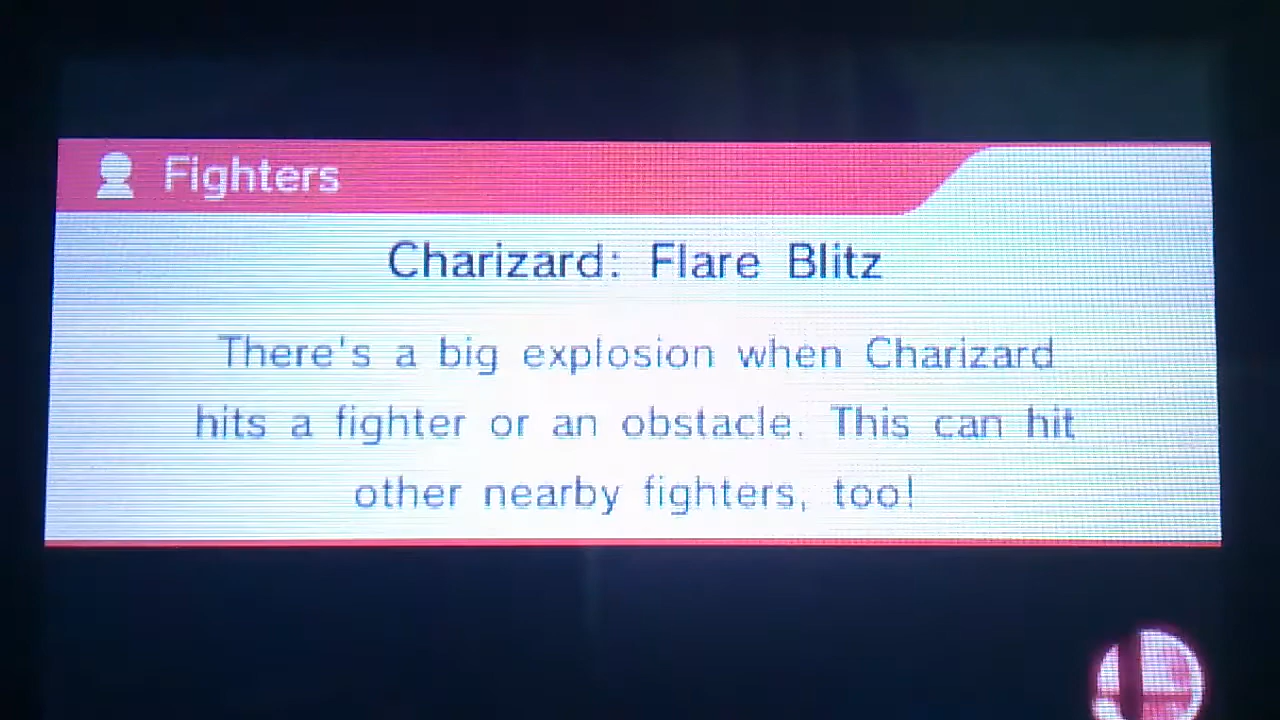 Fighters
Charizard: Flare Blitz
There's a big explosion when Charizard
hits a fighter or an obstacle. This can hit
other nearby fighters, too!